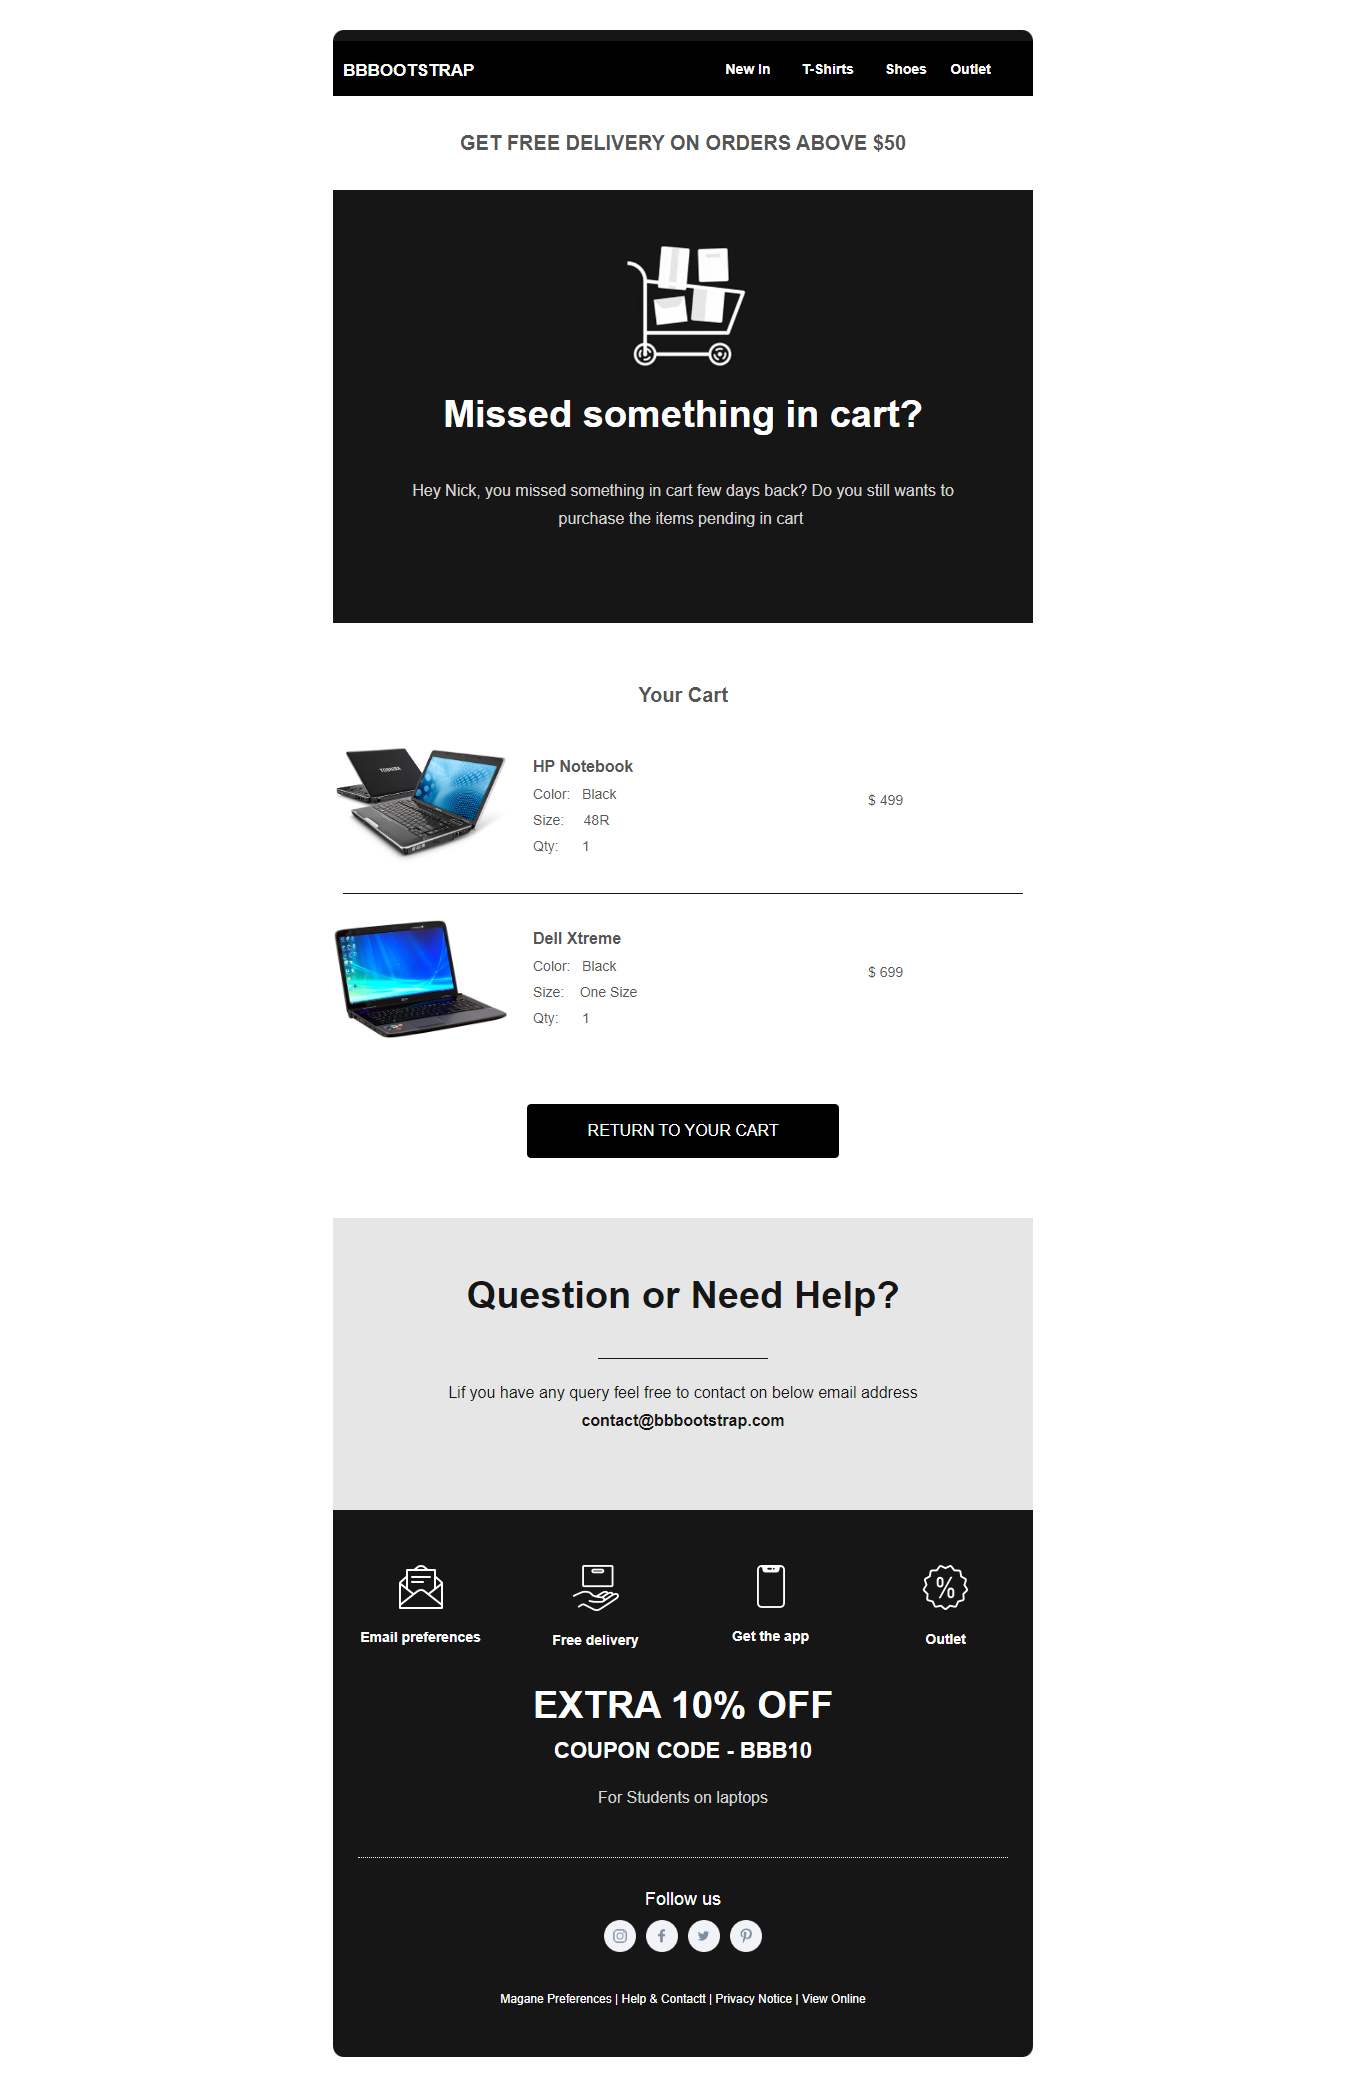 BBBOOTSTRAP
New In T-Shirts Shoes Outlet
GET FREE DELIVERY ON ORDERS ABOVE $50
Missed something in cart?
Hey Nick, you missed something in cart few days back? Do you still wants to
purchase the items pending in cart
Your Cart
TOSHIBA
HP Notebook
Color: Black
$ 499
Size: 48R
Qty: 1
Dell Xtreme
Color: Black
$ 699
Size: One Size
Qty: 1
RETURN TO YOUR CART
Question or Need Help?
Lif you have any query feel free to contact on below email address
contact@bbbootstrap.com
Email preferences
Free delivery
Get the app
%
Outlet
EXTRA 10% OFF
COUPON CODE - BBB10
For Students on laptops
Follow us
Magane Preferences | Help & Contactt | Privacy Notice | View Online